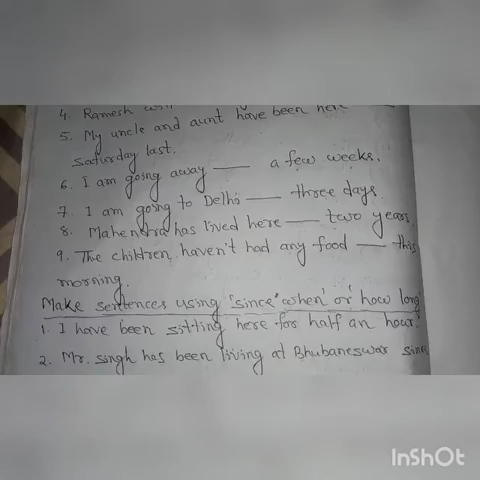 4. Ramesh
5. My uncle and aunt have been here
Saturday last.
6. I am going away — a few weeks.
7. I am going to Delhi — three days.
8. Mahendra has lived here — two years.
9. The children haven't had any food — this
morning.
Make sentences using 'since' when' or 'how long'
1. I have been sitting here for half an hour.
2. Mr. Singh has been living at Bhubaneswar since
InShOt